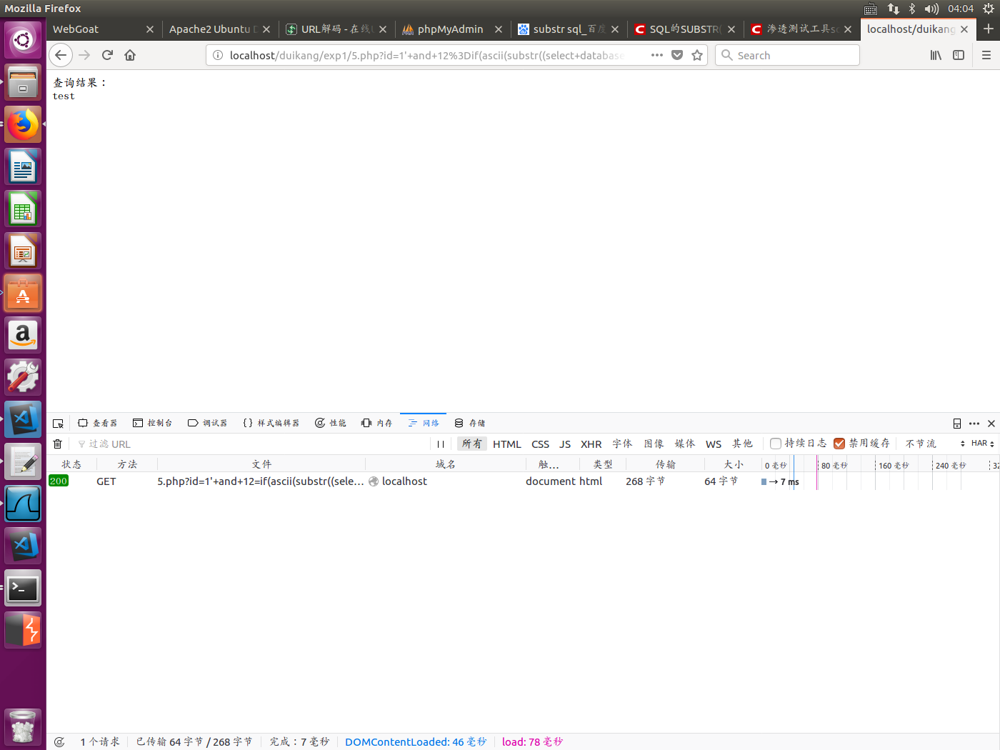 Mozilla Firefox
04:04
WebGoat
Apache2 Ubuntu D
URL解码 - 在线U
phpMyAdmin
substr sql_百度
SQL的SUBSTR(
渗透测试工具sq
localhost/duikang
localhost/duikang/exp1/5.php?id=1'+and+12%3Dif(ascii(substr((select+database
Search
查询结果：
test
查看器
控制台
调试器
{ } 样式编辑器
性能
内存
网络
存储
过滤 URL
所有
HTML
CSS
JS
XHR
字体
图像
媒体
WS
其他
持续日志
禁用缓存
不节流
HAR
状态
方法
文件
域名
触...
类型
传输
大小
0 毫秒
80 毫秒
160 毫秒
240 毫秒
32
200
GET
5.php?id=1'+and+12=if(ascii(substr((sele...
localhost
document
html
268 字节
64 字节
→ 7 ms
1 个请求
已传输 64 字节 / 268 字节
完成：7 毫秒
DOMContentLoaded: 46 毫秒
load: 78 毫秒